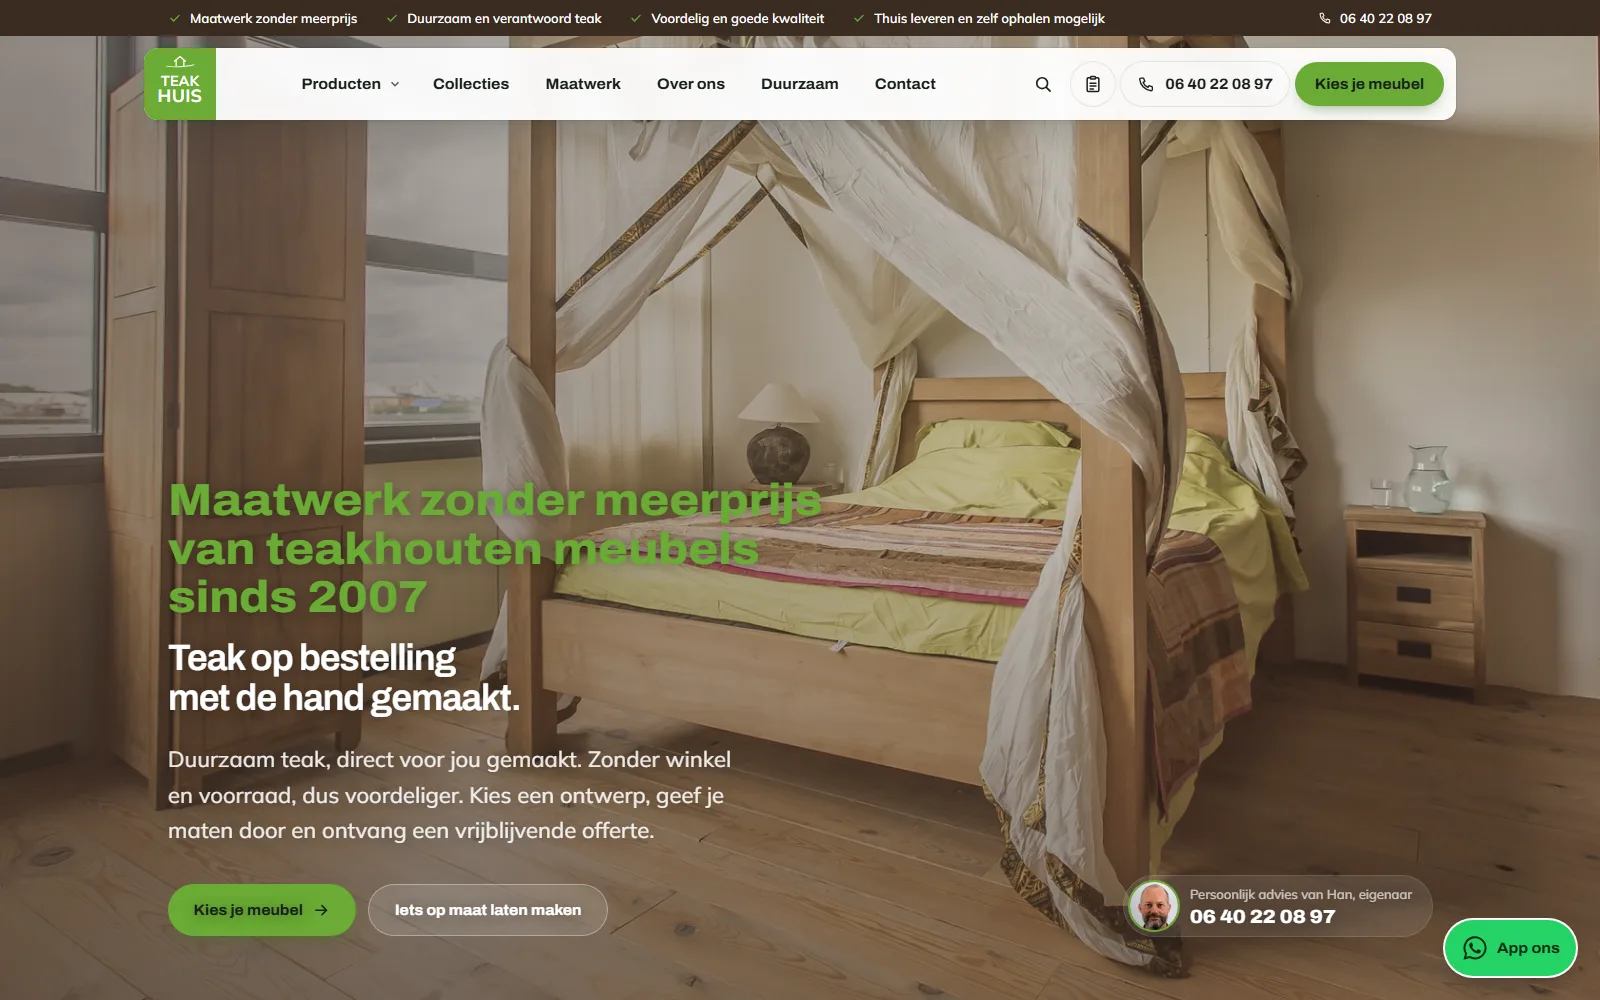 Maatwerk zonder meerprijs
Duurzaam en verantwoord teak
Voordelig en goede kwaliteit
Thuis leveren en zelf ophalen mogelijk
06 40 22 08 97
TEAK
HUIS
Producten
Collecties
Maatwerk
Over ons
Duurzaam
Contact
06 40 22 08 97
Kies je meubel
Maatwerk zonder meerprijs
van teakhouten meubels
sinds 2007
Teak op bestelling
met de hand gemaakt.
Duurzaam teak, direct voor jou gemaakt. Zonder winkel
en voorraad, dus voordeliger. Kies een ontwerp, geef je
maten door en ontvang een vrijblijvende offerte.
Kies je meubel
Iets op maat laten maken
Persoonlijk advies van Han, eigenaar
06 40 22 08 97
App ons